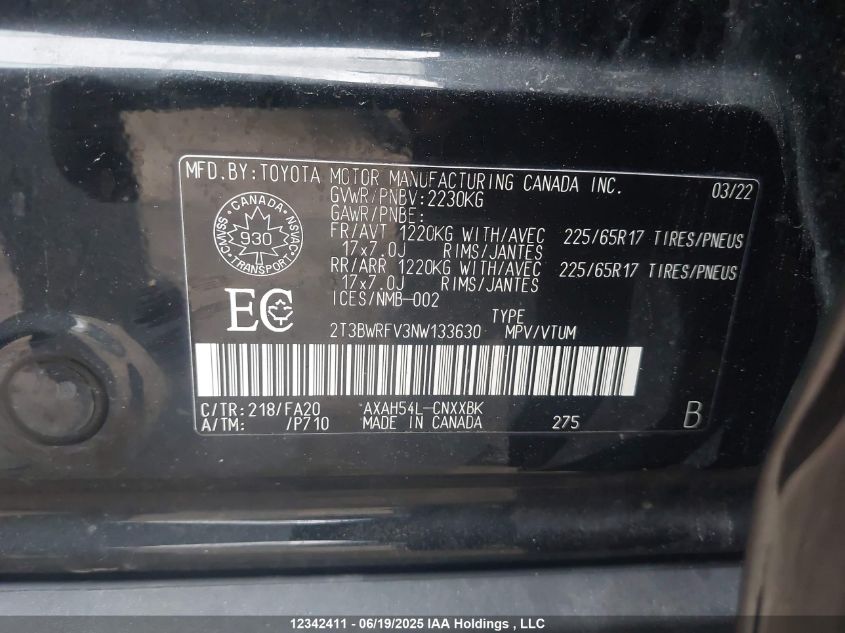 MFD.BY:TOYOTA MOTOR MANUFACTURING CANADA INC. 03/22
GVWR/PNBV:2230KG
GAWR/PNBE:
FR/AVT 1220KG WITH/AVEC 225/65R17 TIRES/PNEUS
17x7.0J RIMS/JANTES
RR/ARR 1220KG WITH/AVEC 225/65R17 TIRES/PNEUS
17x7.0J RIMS/JANTES
ICES/NMB-002
CANADA
CMVSS 930 NSVAC
TRANSPORT
EC
TYPE
2T3BWRFV3NW133630 MPV/VTUM
C/TR:218/FA20 AXAH54L-CNXXBK
A/TM: /P710 MADE IN CANADA 275 B
12342411 - 06/19/2025 IAA Holdings , LLC